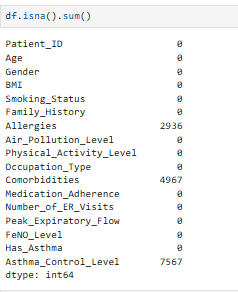 df.isna().sum()
Patient_ID 0
Age 0
Gender 0
BMI 0
Smoking_Status 0
Family_History 0
Allergies 2936
Air_Pollution_Level 0
Physical_Activity_Level 0
Occupation_Type 0
Comorbidities 4967
Medication_Adherence 0
Number_of_ER_Visits 0
Peak_Expiratory_Flow 0
FeNO_Level 0
Has_Asthma 0
Asthma_Control_Level 7567
dtype: int64